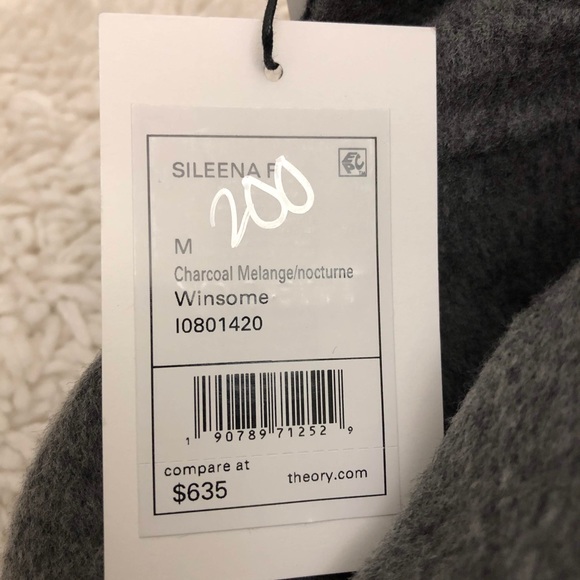 SILEENA F
200
M
Charcoal Melange/nocturne
Winsome
I0801420
1 90789 71252 9
compare at
$635
theory.com